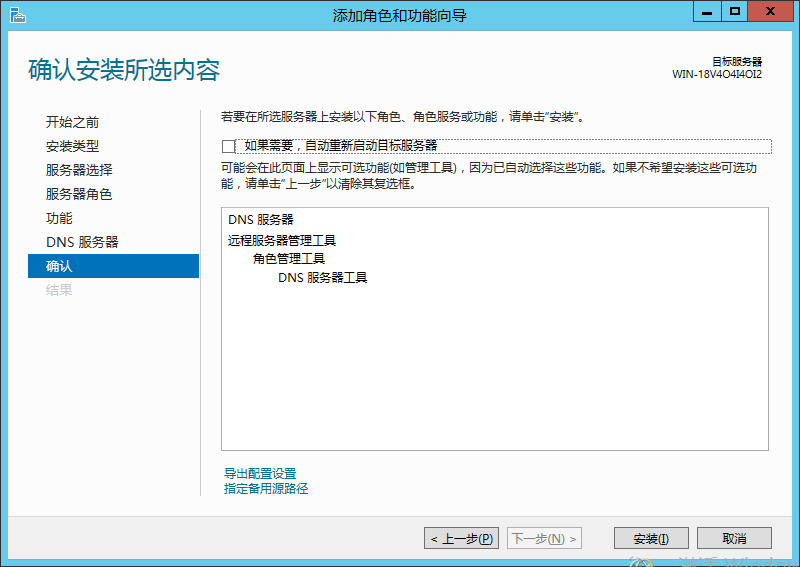 添加角色和功能向导
确认安装所选内容
目标服务器
WIN-18V4O4I4OI2
开始之前
安装类型
服务器选择
服务器角色
功能
DNS 服务器
确认
结果
若要在所选服务器上安装以下角色、角色服务或功能，请单击"安装"。
如果需要，自动重新启动目标服务器
可能会在此页面上显示可选功能(如管理工具)，因为已自动选择这些功能。如果不希望安装这些可选功
能，请单击"上一步"以清除其复选框。
DNS 服务器
远程服务器管理工具
角色管理工具
DNS 服务器工具
导出配置设置
指定备用源路径
< 上一步(P)
下一步(N) >
安装(I)
取消